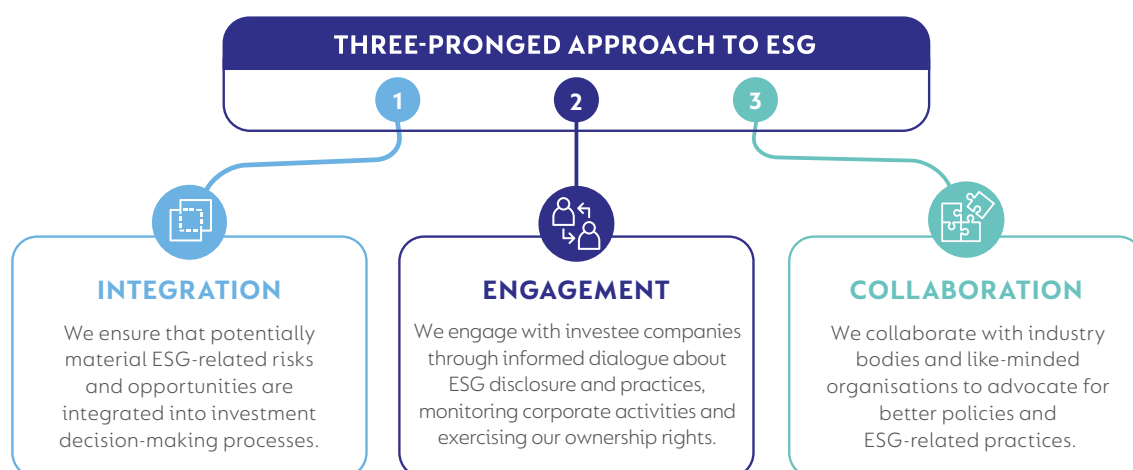 THREE-PRONGED APPROACH TO ESG
1
2
3
INTEGRATION
We ensure that potentially
material ESG-related risks
and opportunities are
integrated into investment
decision-making processes.
ENGAGEMENT
We engage with investee companies
through informed dialogue about
ESG disclosure and practices,
monitoring corporate activities and
exercising our ownership rights.
COLLABORATION
We collaborate with industry
bodies and like-minded
organisations to advocate for
better policies and
ESG-related practices.